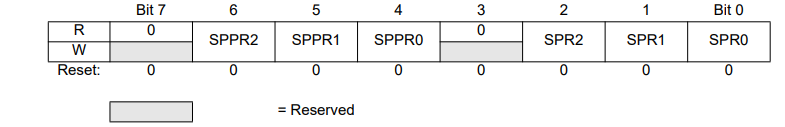 Bit 7 6 5 4 3 2 1 Bit 0
R 0 SPPR2 SPPR1 SPPR0 0 SPR2 SPR1 SPR0
W
Reset: 0 0 0 0 0 0 0 0
= Reserved